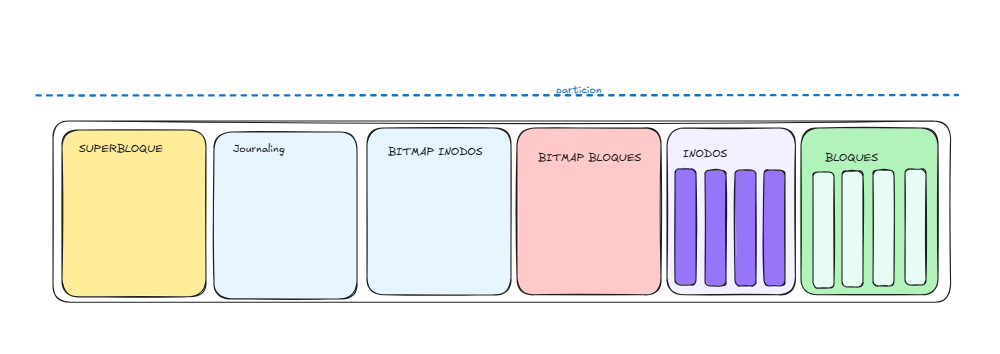 particion
SUPERBLOQUE
Journaling
BITMAP INODOS
BITMAP BLOQUES
INODOS
BLOQUES